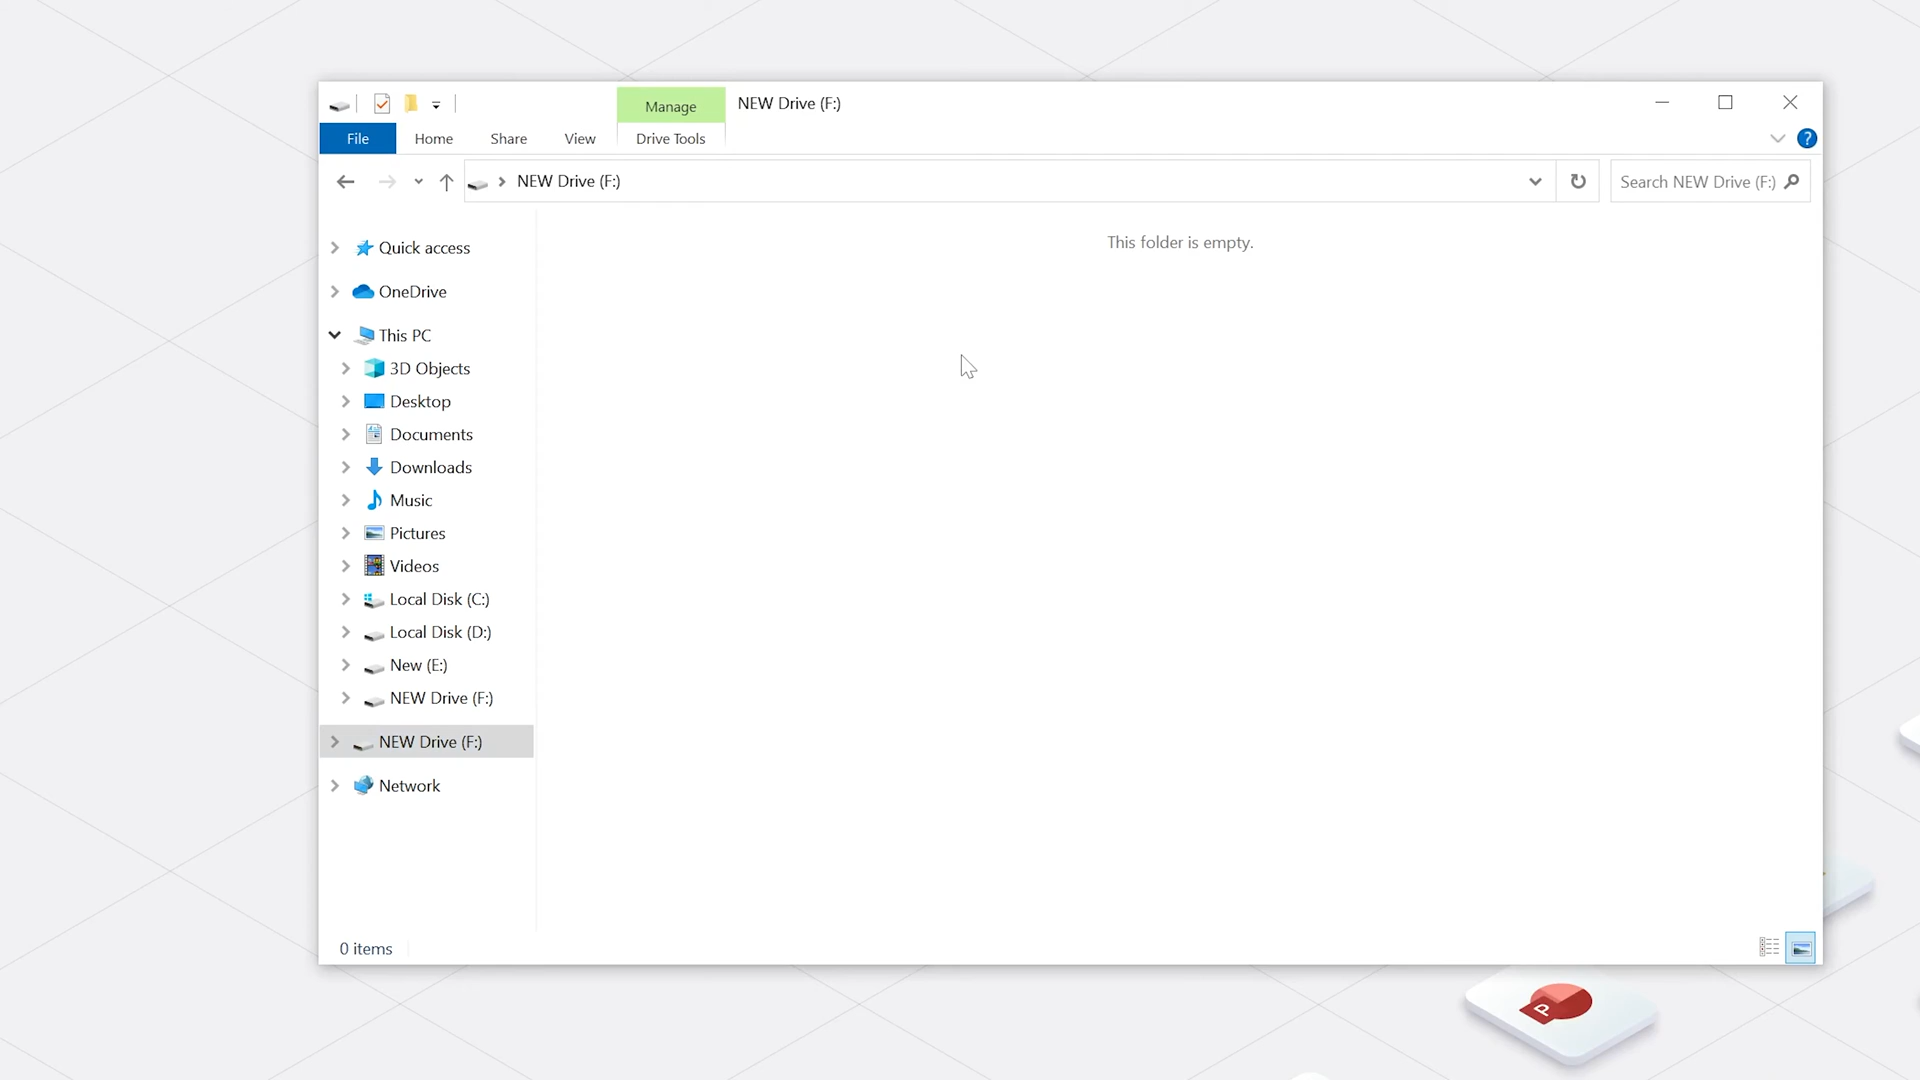 Manage
NEW Drive (F:)
File
Home
Share
View
Drive Tools
?
NEW Drive (F:)
Search NEW Drive (F:)
Quick access
This folder is empty.
OneDrive
This PC
3D Objects
Desktop
Documents
Downloads
Music
Pictures
Videos
Local Disk (C:)
Local Disk (D:)
New (E:)
NEW Drive (F:)
NEW Drive (F:)
Network
0 items
P